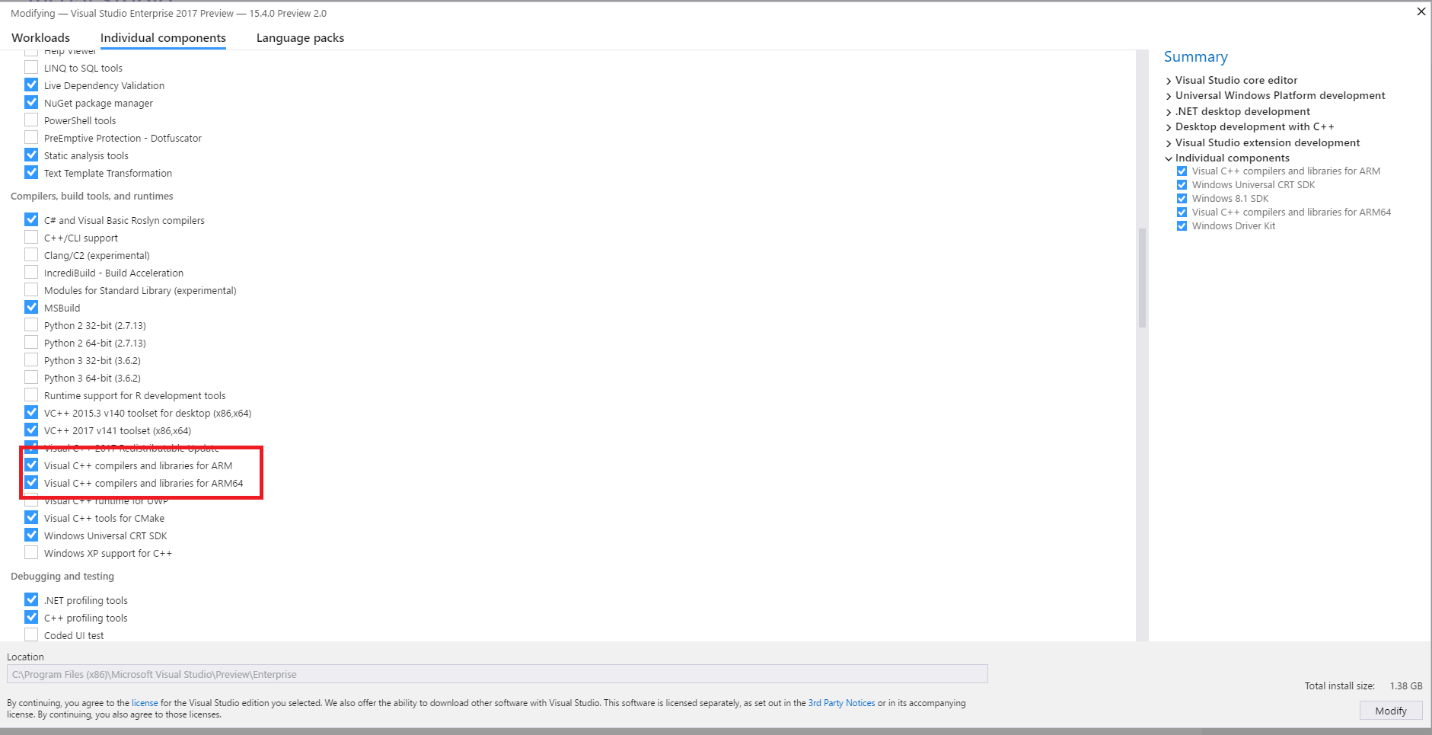 Modifying — Visual Studio Enterprise 2017 Preview — 15.4.0 Preview 2.0
Workloads
Individual components
Language packs
Help Viewer
LINQ to SQL tools
Live Dependency Validation
NuGet package manager
PowerShell tools
PreEmptive Protection - Dotfuscator
Static analysis tools
Text Template Transformation
Compilers, build tools, and runtimes
C# and Visual Basic Roslyn compilers
C++/CLI support
Clang/C2 (experimental)
IncrediBuild - Build Acceleration
Modules for Standard Library (experimental)
MSBuild
Python 2 32-bit (2.7.13)
Python 2 64-bit (2.7.13)
Python 3 32-bit (3.6.2)
Python 3 64-bit (3.6.2)
Runtime support for R development tools
VC++ 2015.3 v140 toolset for desktop (x86,x64)
VC++ 2017 v141 toolset (x86,x64)
Visual C++ 2017 Redistributable Update
Visual C++ compilers and libraries for ARM
Visual C++ compilers and libraries for ARM64
Visual C++ runtime for UWP
Visual C++ tools for CMake
Windows Universal CRT SDK
Windows XP support for C++
Debugging and testing
.NET profiling tools
C++ profiling tools
Coded UI test
Summary
Visual Studio core editor
Universal Windows Platform development
.NET desktop development
Desktop development with C++
Visual Studio extension development
Individual components
Visual C++ compilers and libraries for ARM
Windows Universal CRT SDK
Windows 8.1 SDK
Visual C++ compilers and libraries for ARM64
Windows Driver Kit
Location
C:\Program Files (x86)\Microsoft Visual Studio\Preview\Enterprise
Total install size: 1.38 GB
By continuing, you agree to the license for the Visual Studio edition you selected. We also offer the ability to download other software with Visual Studio. This software is licensed separately, as set out in the 3rd Party Notices or in its accompanying
license. By continuing, you also agree to those licenses.
Modify